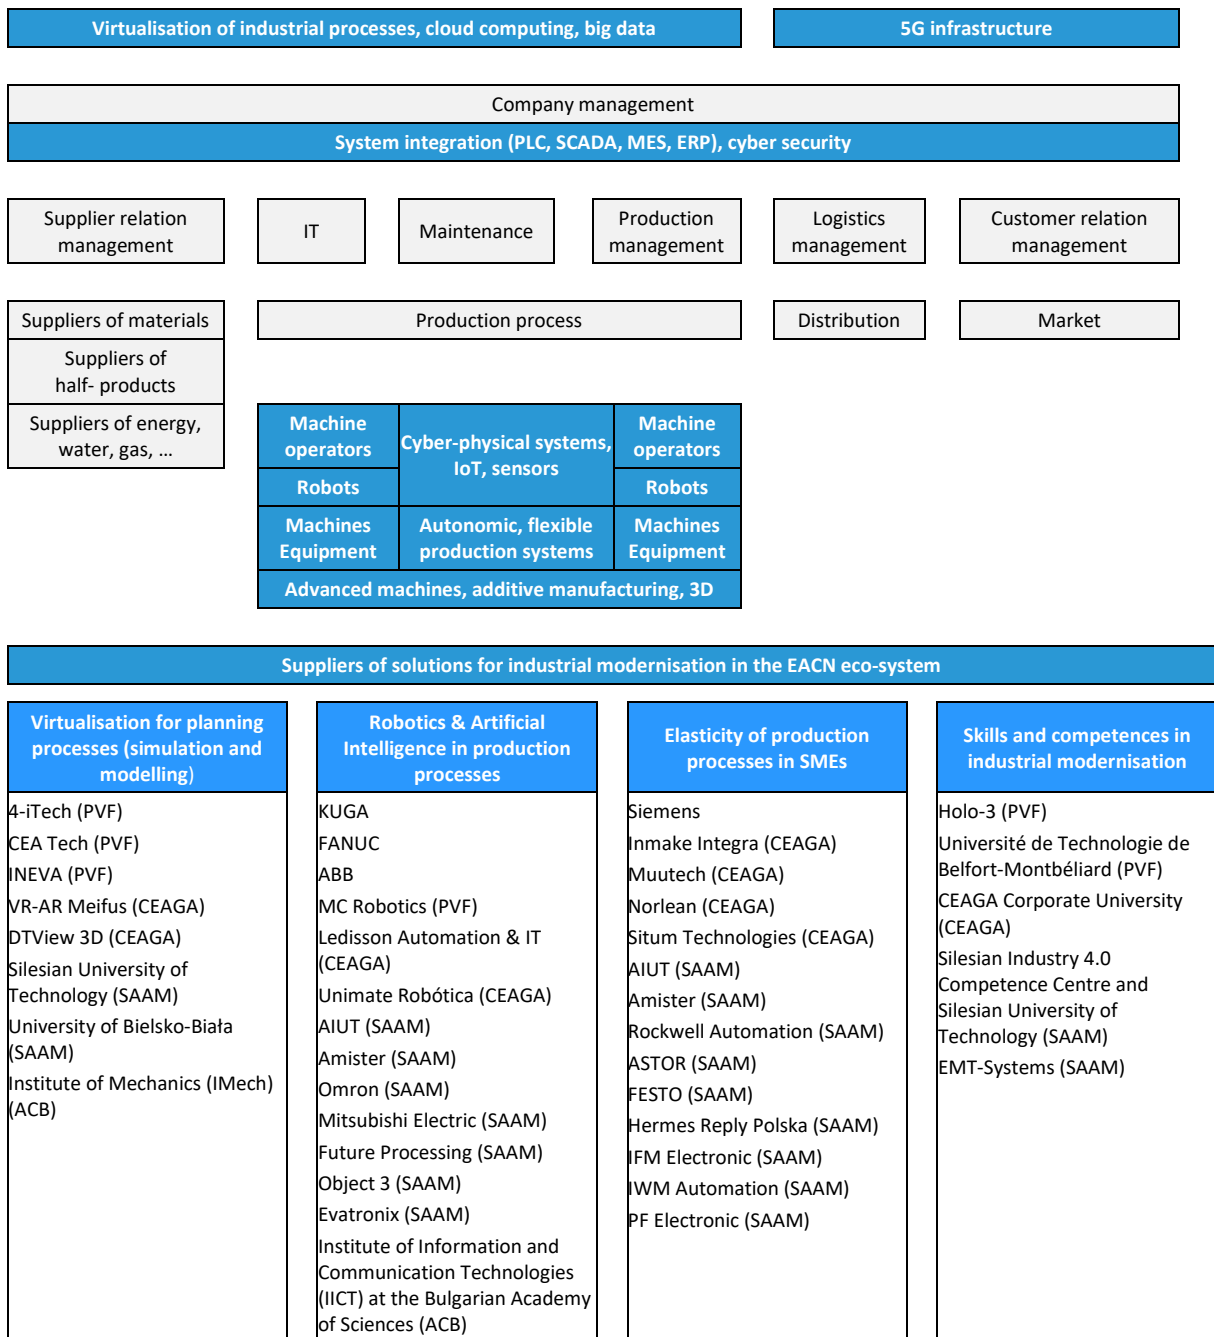 Virtualisation of industrial processes, cloud computing, big data
5G infrastructure
Company management
System integration (PLC, SCADA, MES, ERP), cyber security
Supplier relation
management
IT
Maintenance
Production
management
Logistics
management
Customer relation
management
Suppliers of materials
Production process
Distribution
Market
Suppliers of
half- products
Suppliers of energy,
water, gas, ...
Machine
operators
Cyber-physical systems,
IoT, sensors
Machine
operators
Robots
Robots
Machines
Equipment
Autonomic, flexible
production systems
Machines
Equipment
Advanced machines, additive manufacturing, 3D
Suppliers of solutions for industrial modernisation in the EACN eco-system
Virtualisation for planning
processes (simulation and
modelling)
4-iTech (PVF)
CEA Tech (PVF)
INEVA (PVF)
VR-AR Meifus (CEAGA)
DTView 3D (CEAGA)
Silesian University of
Technology (SAAM)
University of Bielsko-Biała
(SAAM)
Institute of Mechanics (IMech)
(ACB)
Robotics & Artificial
Intelligence in production
processes
KUGA
FANUC
ABB
MC Robotics (PVF)
Ledisson Automation & IT
(CEAGA)
Unimate Robótica (CEAGA)
AIUT (SAAM)
Amister (SAAM)
Omron (SAAM)
Mitsubishi Electric (SAAM)
Future Processing (SAAM)
Object 3 (SAAM)
Evatronix (SAAM)
Institute of Information and
Communication Technologies
(IICT) at the Bulgarian Academy
of Sciences (ACB)
Elasticity of production
processes in SMEs
Siemens
Inmake Integra (CEAGA)
Muutech (CEAGA)
Norlean (CEAGA)
Situm Technologies (CEAGA)
AIUT (SAAM)
Amister (SAAM)
Rockwell Automation (SAAM)
ASTOR (SAAM)
FESTO (SAAM)
Hermes Reply Polska (SAAM)
IFM Electronic (SAAM)
IWM Automation (SAAM)
PF Electronic (SAAM)
Skills and competences in
industrial modernisation
Holo-3 (PVF)
Université de Technologie de
Belfort-Montbéliard (PVF)
CEAGA Corporate University
(CEAGA)
Silesian Industry 4.0
Competence Centre and
Silesian University of
Technology (SAAM)
EMT-Systems (SAAM)